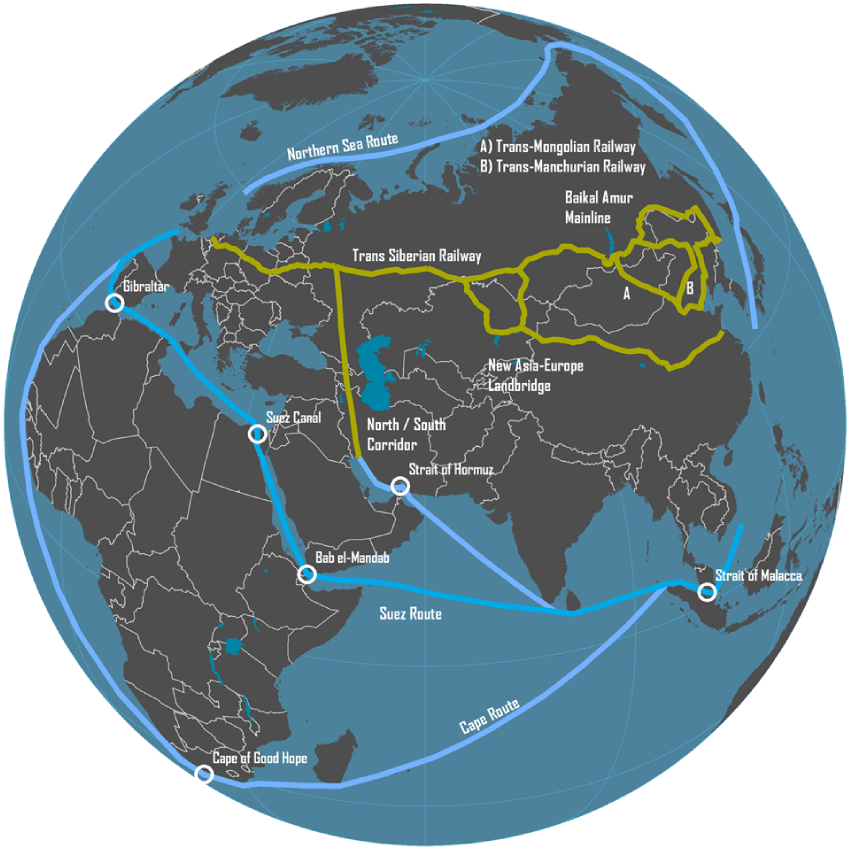 Northern Sea Route
A) Trans-Mongolian Railway
B) Trans-Manchurian Railway
Baikal Amur
Mainline
Trans Siberian Railway
Gibraltar
A
B
New Asia-Europe
Landbridge
Suez Canal
North / South
Corridor
Strait of Hormuz
Bab el-Mandab
Strait of Malacca
Suez Route
Cape Route
Cape of Good Hope